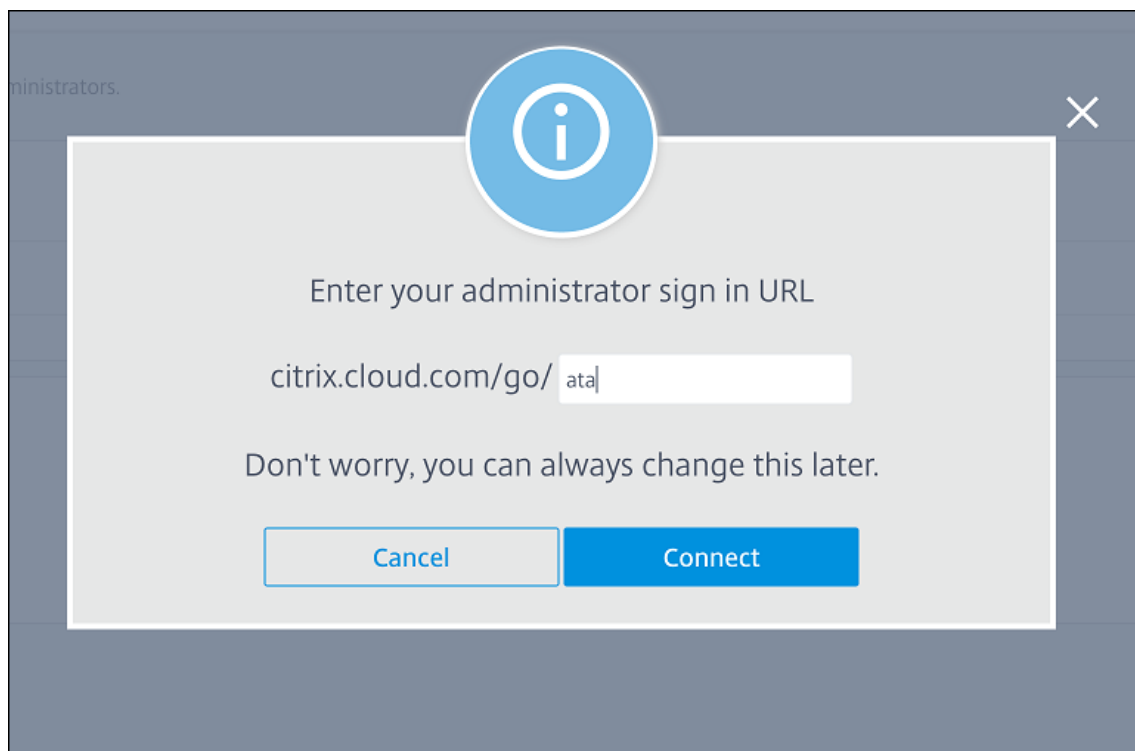 ministrators.
Enter your administrator sign in URL
citrix.cloud.com/go/ ata
Don't worry, you can always change this later.
Cancel Connect